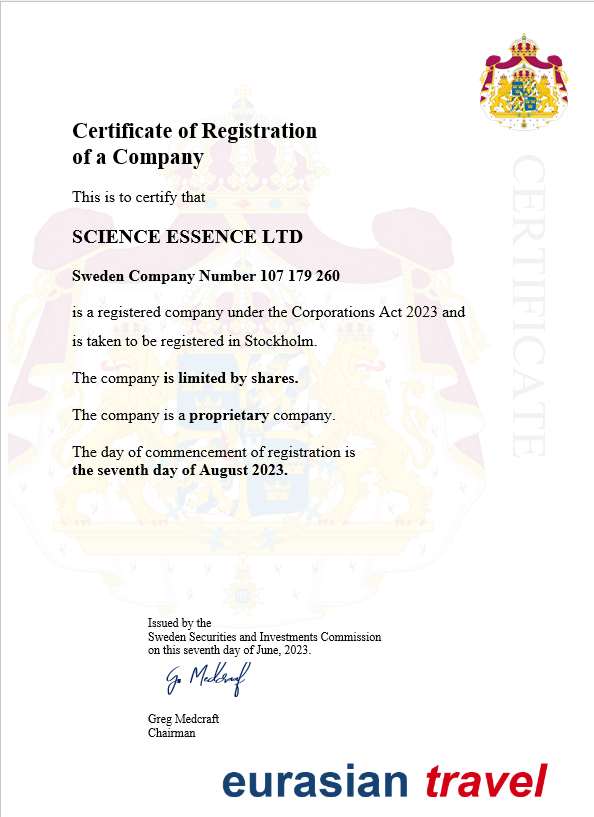 Certificate of Registration
of a Company
This is to certify that
SCIENCE ESSENCE LTD
Sweden Company Number 107 179 260
is a registered company under the Corporations Act 2023 and
is taken to be registered in Stockholm.
The company is limited by shares.
The company is a proprietary company.
The day of commencement of registration is
the seventh day of August 2023.
CERTIFICATE
Issued by the
Sweden Securities and Investments Commission
on this seventh day of June, 2023.
G. Medcraft
Greg Medcraft
Chairman
eurasian travel